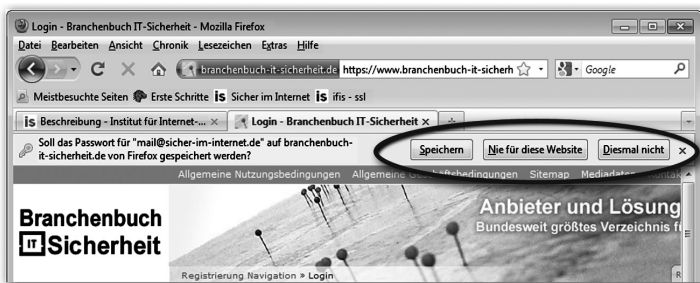 Login - Branchenbuch IT-Sicherheit - Mozilla Firefox
Datei Bearbeiten Ansicht Chronik Lesezeichen Extras Hilfe
branchenbuch-it-sicherheit.de https://www.branchenbuch-it-sicherh Google
Meistbesuchte Seiten Erste Schritte is Sicher im Internet is ifis - ssl
is Beschreibung - Institut für Internet-... Login - Branchenbuch IT-Sicherheit
Soll das Passwort für "mail@sicher-im-internet.de" auf branchenbuch-
it-sicherheit.de von Firefox gespeichert werden?
Speichern Nie für diese Website Diesmal nicht
Allgemeine Nutzungsbedingungen Allgemeine Geschäftsbedingungen Sitemap Mediadaten Kontak
Branchenbuch
IT Sicherheit
Anbieter und Lösung
Bundesweit größtes Verzeichnis f
Registrierung Navigation » Login
R